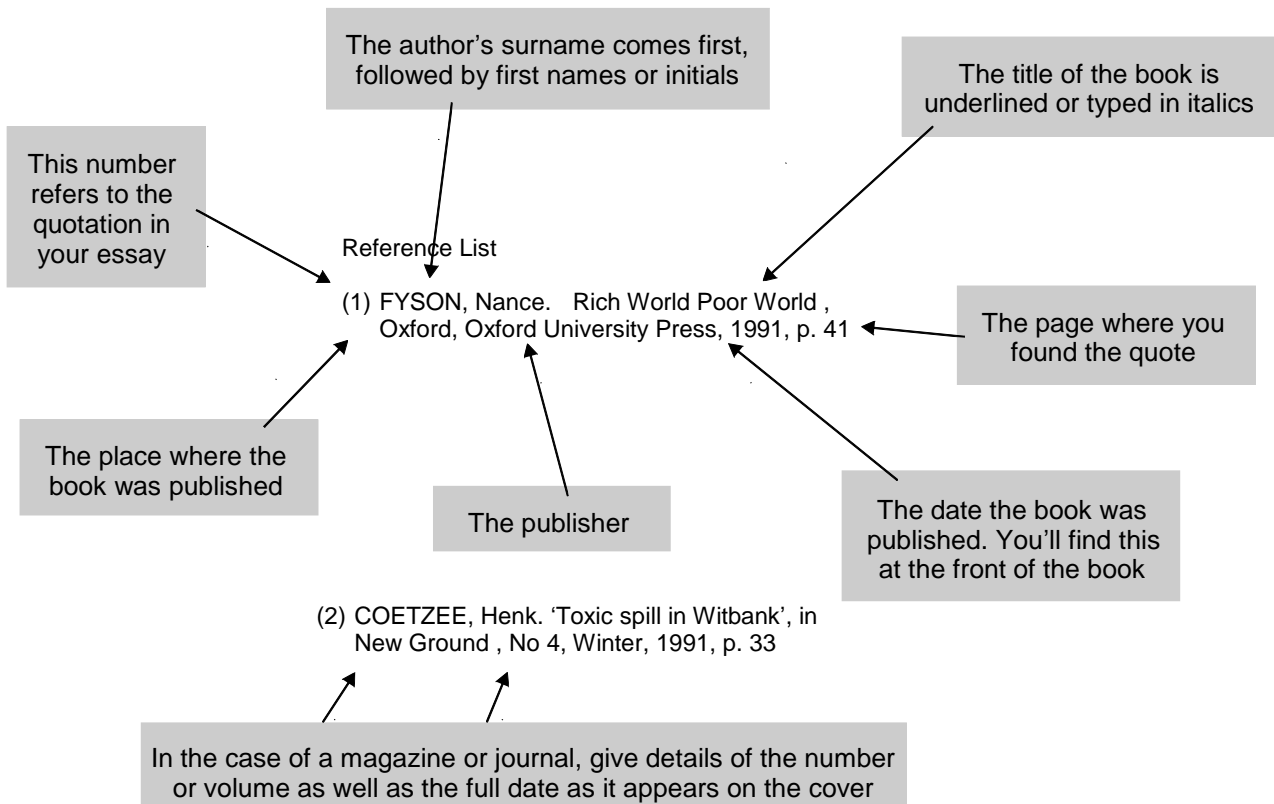 The author’s surname comes first,
followed by first names or initials
The title of the book is
underlined or typed in italics
This number
refers to the
quotation in
your essay
Reference List
(1) FYSON, Nance. Rich World Poor World ,
Oxford, Oxford University Press, 1991, p. 41
The page where you
found the quote
The place where the
book was published
The publisher
The date the book was
published. You’ll find this
at the front of the book
(2) COETZEE, Henk. ‘Toxic spill in Witbank’, in
New Ground , No 4, Winter, 1991, p. 33
In the case of a magazine or journal, give details of the number
or volume as well as the full date as it appears on the cover